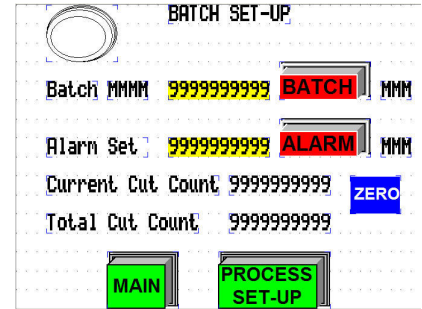 BATCH SET-UP
Batch MMMM 9999999999 BATCH MMM
Alarm Set 9999999999 ALARM MMM
Current Cut Count 9999999999 ZERO
Total Cut Count 9999999999
MAIN PROCESS
SET-UP